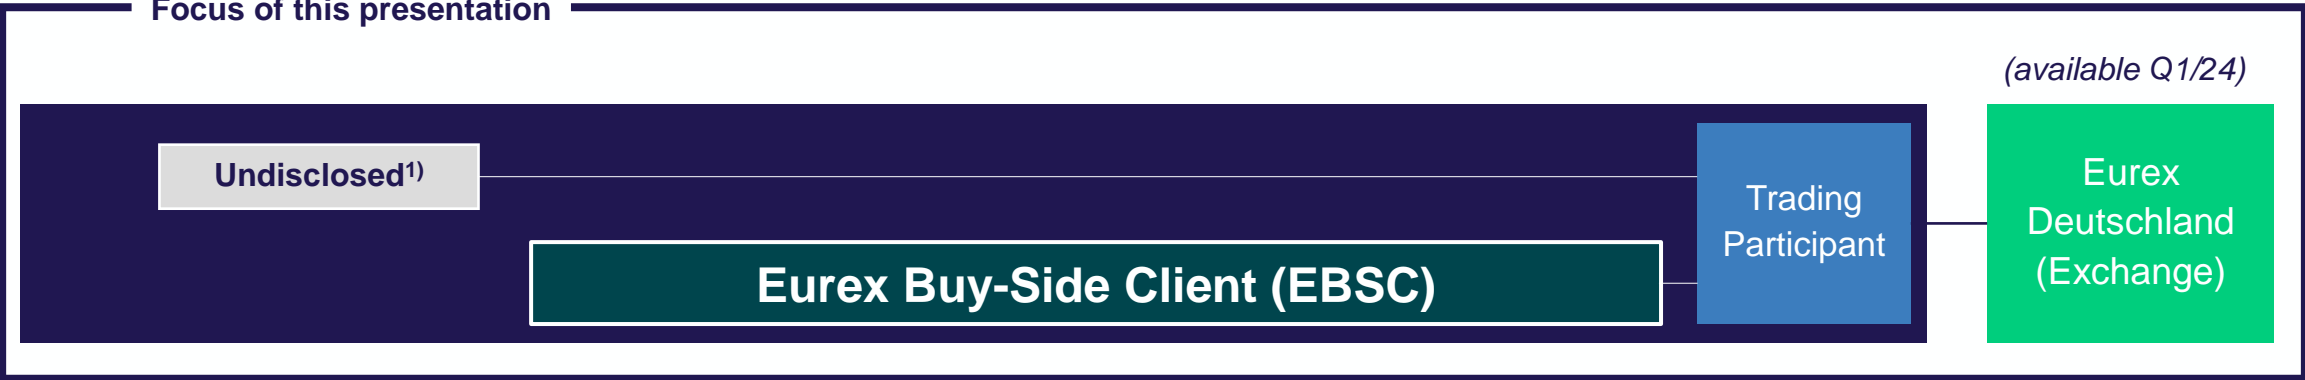 Focus of this presentation
(available Q1/24)
Undisclosed1)
Trading
Participant
Eurex
Deutschland
(Exchange)
Eurex Buy-Side Client (EBSC)